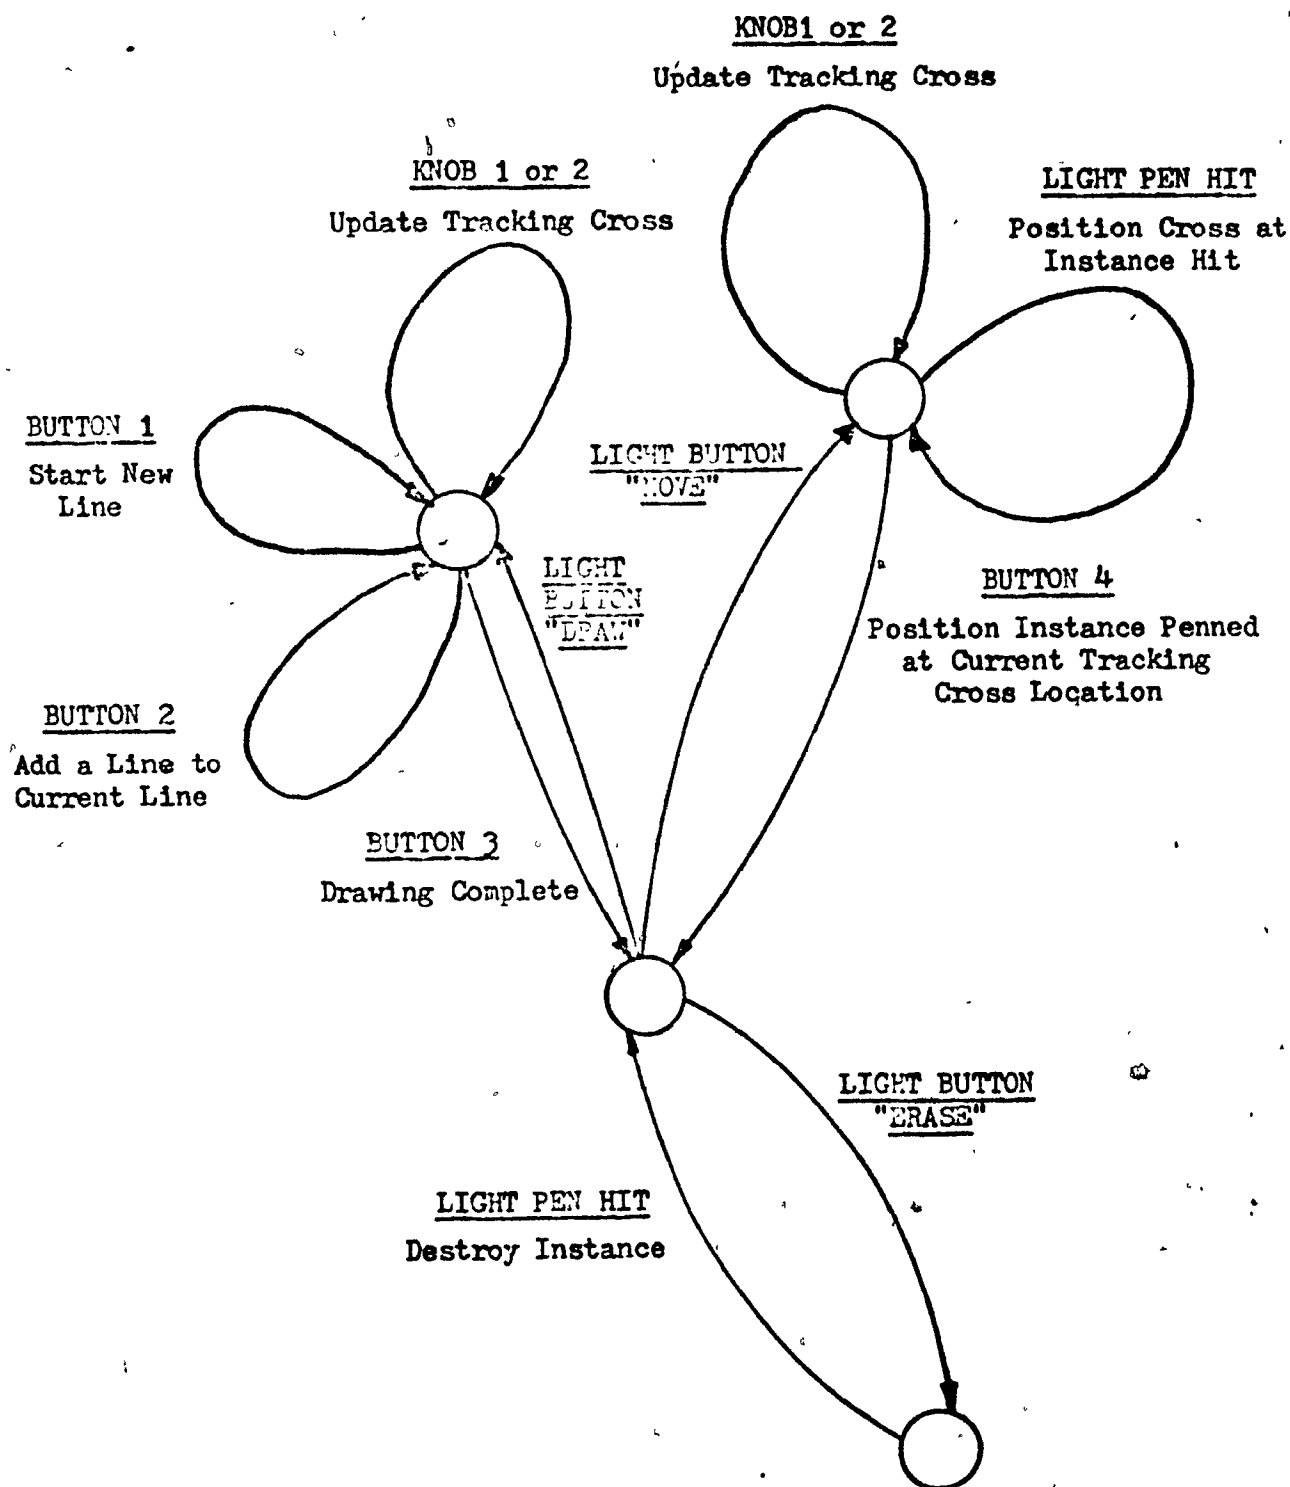 KNOB1 or 2
Update Tracking Cross
KNOB 1 or 2
Update Tracking Cross
LIGHT PEN HIT
Position Cross at
Instance Hit
BUTTON 1
Start New
Line
LIGHT BUTTON
"MOVE"
LIGHT
BUTTON
"DRAW"
BUTTON 4
Position Instance Penned
at Current Tracking
Cross Location
BUTTON 2
Add a Line to
Current Line
BUTTON 3
Drawing Complete
LIGHT BUTTON
"ERASE"
LIGHT PEN HIT
Destroy Instance